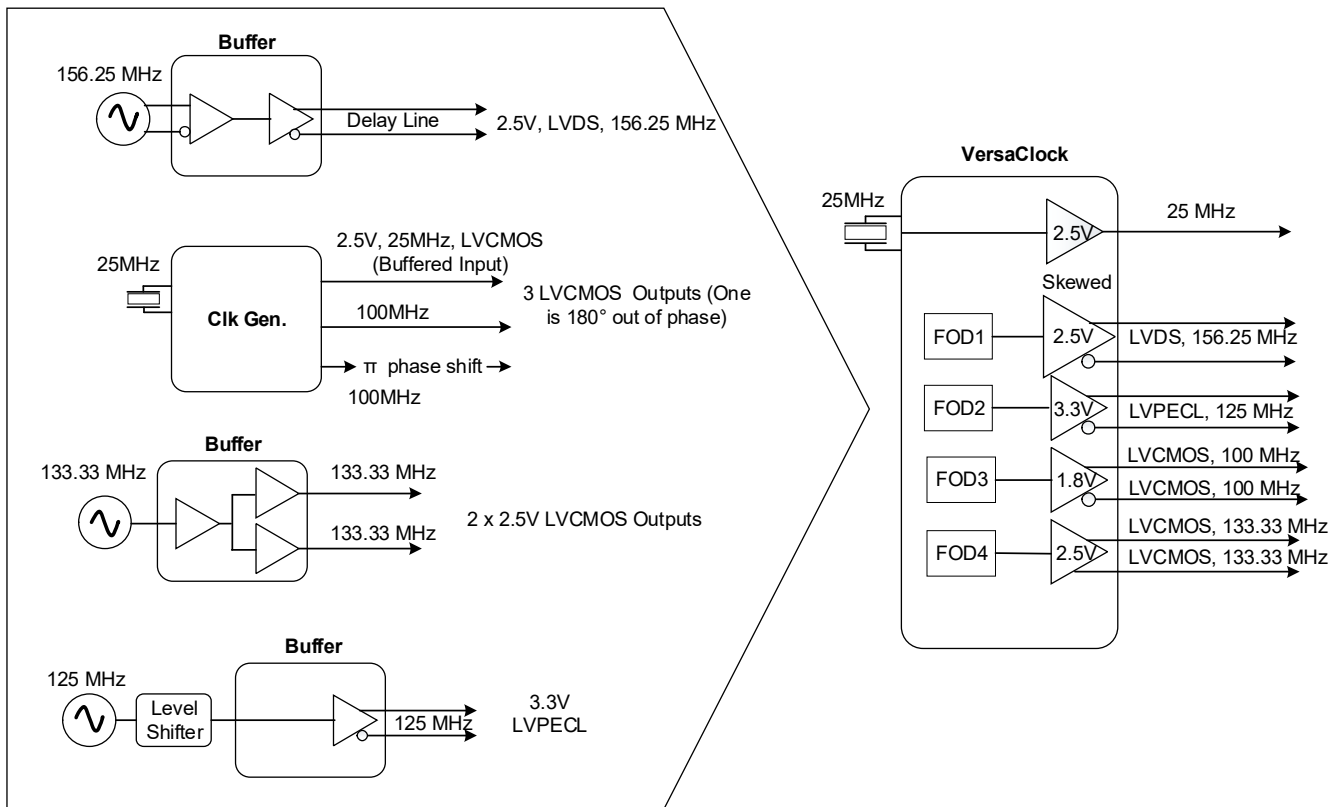 Buffer
156.25 MHz
Delay Line
2.5V, LVDS, 156.25 MHz
25MHz
Clk Gen.
2.5V, 25MHz, LVCMOS
(Buffered Input)
100MHz
π phase shift
100MHz
3 LVCMOS Outputs (One
is 180° out of phase)
Buffer
133.33 MHz
133.33 MHz
133.33 MHz
2 x 2.5V LVCMOS Outputs
Buffer
125 MHz
Level
Shifter
125 MHz
3.3V
LVPECL
VersaClock
25MHz
2.5V
25 MHz
Skewed
FOD1
2.5V
LVDS, 156.25 MHz
FOD2
3.3V
LVPECL, 125 MHz
FOD3
1.8V
LVCMOS, 100 MHz
LVCMOS, 100 MHz
FOD4
2.5V
LVCMOS, 133.33 MHz
LVCMOS, 133.33 MHz